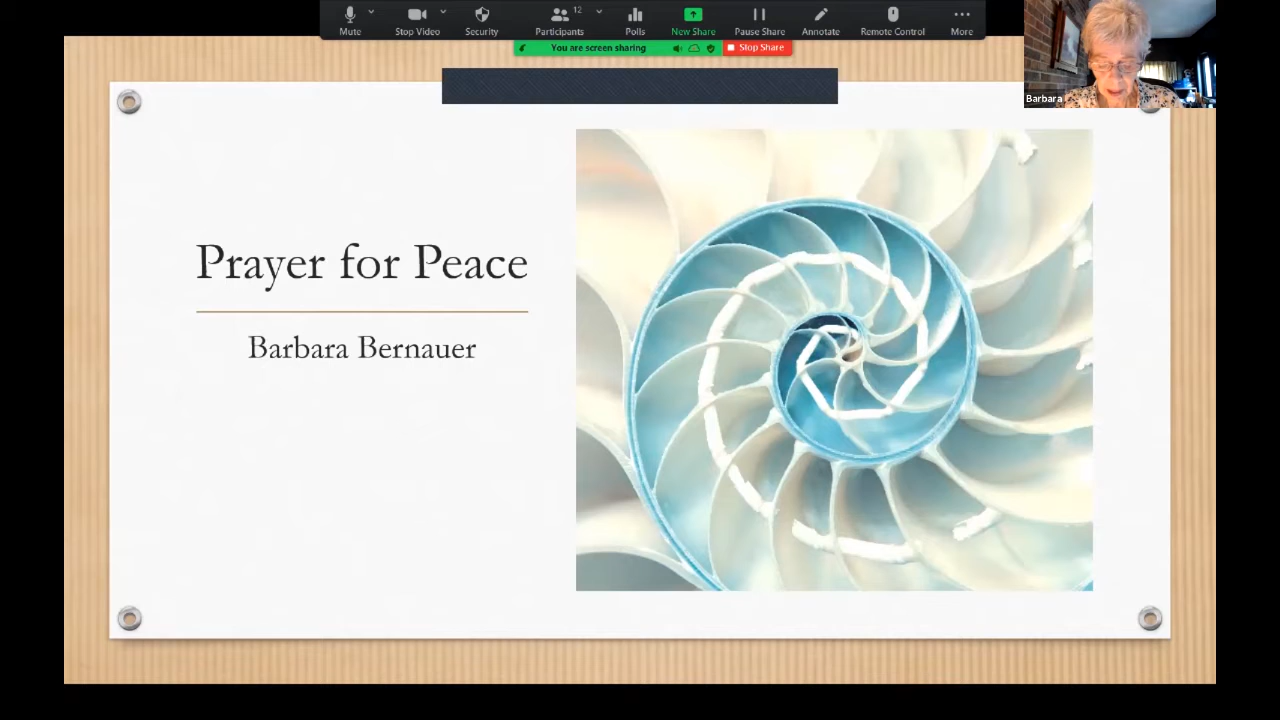 12
Mute
Stop Video
Security
Participants
Polls
New Share
Pause Share
Annotate
Remote Control
More
You are screen sharing
Stop Share
Barbara
Prayer for Peace
Barbara Bernauer